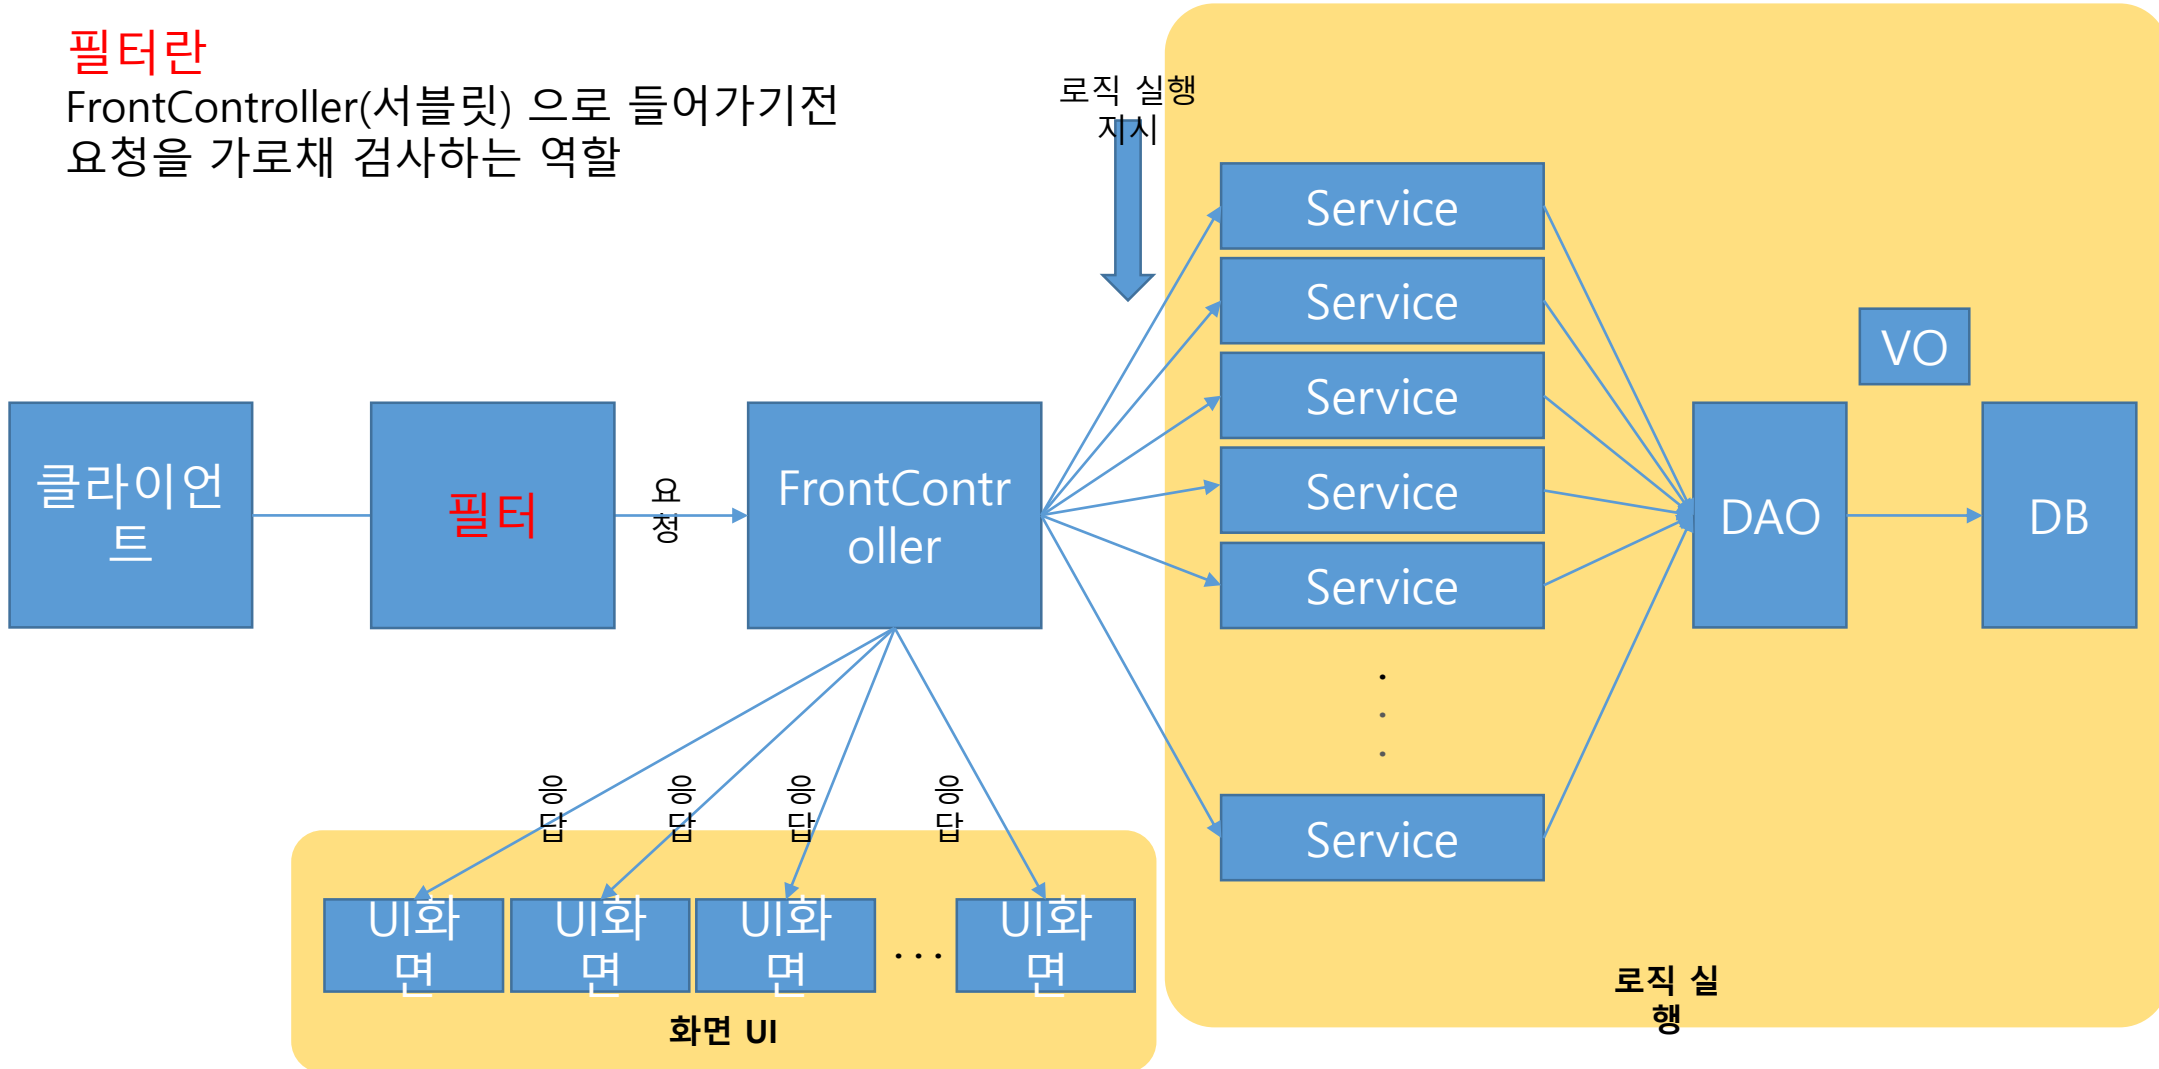 필터란
FrontController(서블릿) 으로 들어가기전
요청을 가로채 검사하는 역할
로직 실행
지시
Service
Service
Service
Service
Service
.
.
.
Service
VO
클라이언
트
필터
요
청
FrontContr
oller
DAO
DB
응
답
응
답
응
답
응
답
UI화
면
UI화
면
UI화
면
...
UI화
면
화면 UI
로직 실
행